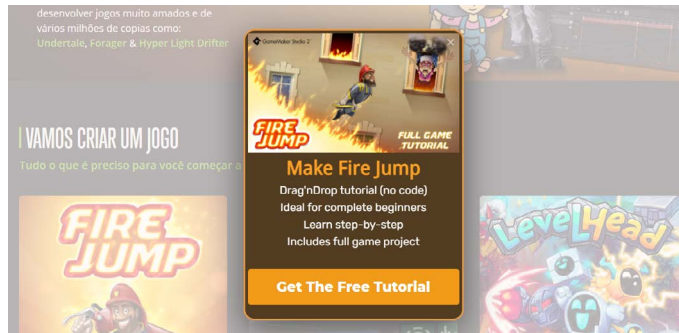 desenvolver jogos muito amados e de
vários milhões de copias como:
Undertale, Forager & Hyper Light Drifter
VAMOS CRIAR UM JOGO
Tudo o que é preciso para você começar a
FIRE
JUMP
GameMaker Studio 2
FIRE
JUMP
FULL GAME
TUTORIAL
Make Fire Jump
Drag'nDrop tutorial (no code)
Ideal for complete beginners
Learn step-by-step
Includes full game project
Get The Free Tutorial
LevelHead